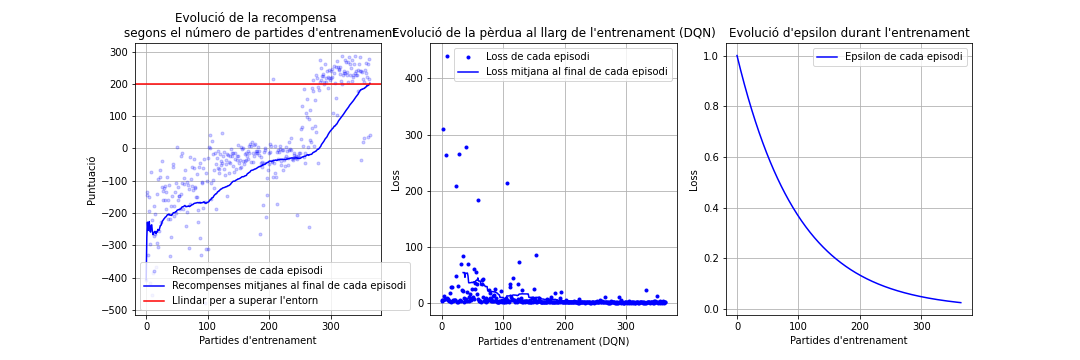 Evolució de la recompensa
segons el número de partides d'entrenament
300
200
100
0
−100
−200
−300
−400
−500
Puntuació
Recompenses de cada episodi
Recompenses mitjanes al final de cada episodi
Llindar per a superar l'entorn
0
100
200
300
Partides d'entrenament
Evolució de la pèrdua al llarg de l'entrenament (DQN)
400
300
200
100
0
Loss
Loss de cada episodi
Loss mitjana al final de cada episodi
0
100
200
300
Partides d'entrenament (DQN)
Evolució d'epsilon durant l'entrenament
1.0
0.8
0.6
0.4
0.2
0.0
Loss
Epsilon de cada episodi
0
100
200
300
Partides d'entrenament